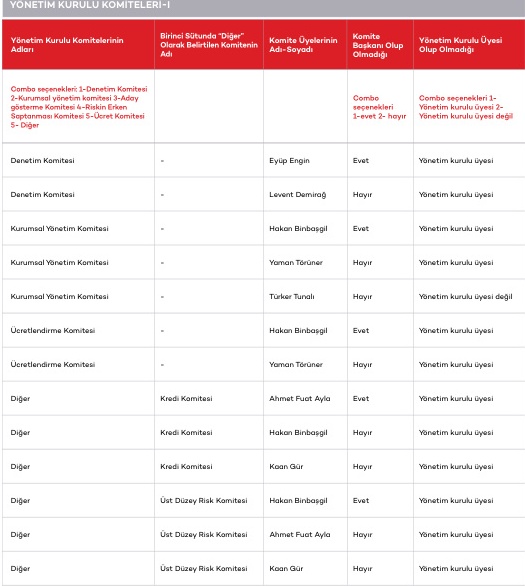 YÖNETİM KURULU KOMİTELERİ-I
Yönetim Kurulu Komitelerinin Adları | Birinci Sütunda “Diğer” Olarak Belirtilen Komitenin Adı | Komite Üyelerinin Adı-Soyadı | Komite Başkanı Olup Olmadığı | Yönetim Kurulu Üyesi Olup Olmadığı
Combo seçenekleri: 1-Denetim Komitesi 2-Kurumsal yönetim komitesi 3-Aday gösterme Komitesi 4-Riskin Erken Saptanması Komitesi 5-Ücret Komitesi 5- Diğer | Combo seçenekleri 1-evet 2- hayır | Combo seçenekleri 1- Yönetim kurulu üyesi 2- Yönetim kurulu üyesi değil
Denetim Komitesi | - | Eyüp Engin | Evet | Yönetim kurulu üyesi
Denetim Komitesi | - | Levent Demirağ | Hayır | Yönetim kurulu üyesi
Kurumsal Yönetim Komitesi | - | Hakan Binbaşgil | Evet | Yönetim kurulu üyesi
Kurumsal Yönetim Komitesi | - | Yaman Törüner | Hayır | Yönetim kurulu üyesi
Kurumsal Yönetim Komitesi | - | Türker Tunalı | Hayır | Yönetim kurulu üyesi değil
Ücretlendirme Komitesi | - | Hakan Binbaşgil | Evet | Yönetim kurulu üyesi
Ücretlendirme Komitesi | - | Yaman Törüner | Hayır | Yönetim kurulu üyesi
Diğer | Kredi Komitesi | Ahmet Fuat Ayla | Evet | Yönetim kurulu üyesi
Diğer | Kredi Komitesi | Hakan Binbaşgil | Hayır | Yönetim kurulu üyesi
Diğer | Kredi Komitesi | Kaan Gür | Hayır | Yönetim kurulu üyesi
Diğer | Üst Düzey Risk Komitesi | Hakan Binbaşgil | Evet | Yönetim kurulu üyesi
Diğer | Üst Düzey Risk Komitesi | Ahmet Fuat Ayla | Hayır | Yönetim kurulu üyesi
Diğer | Üst Düzey Risk Komitesi | Kaan Gür | Hayır | Yönetim kurulu üyesi